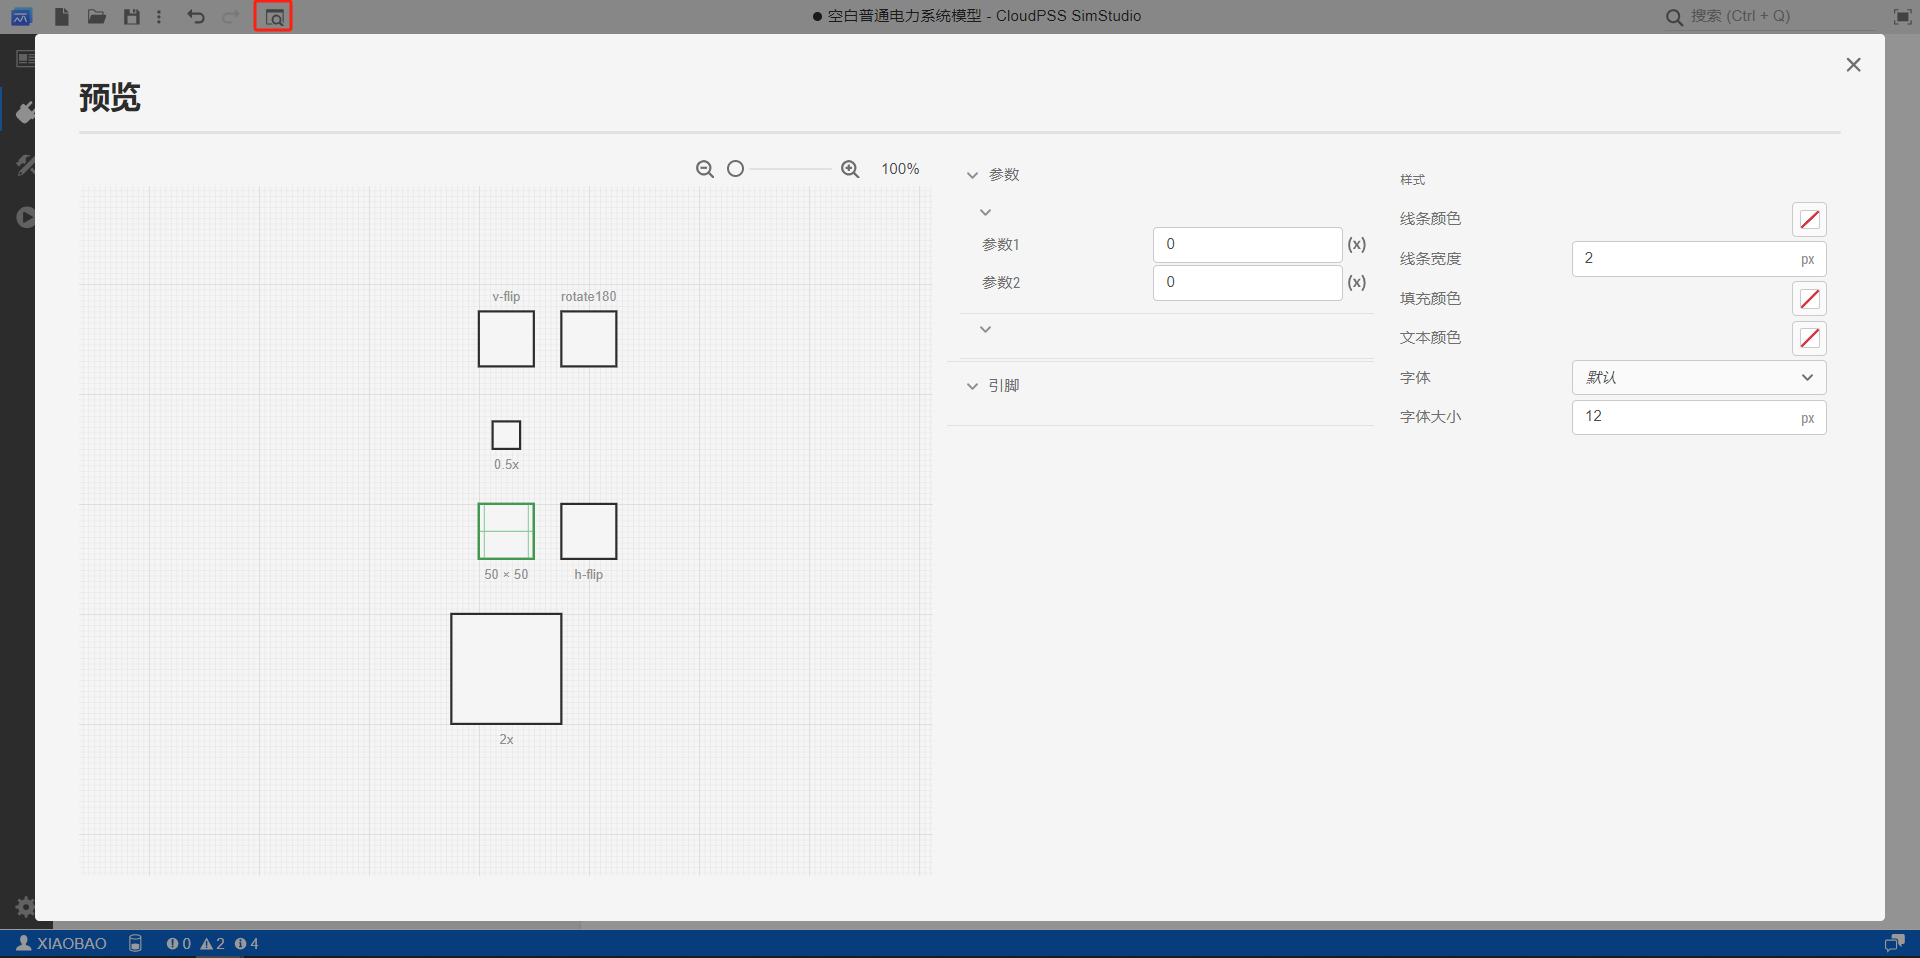 ● 空白普通电力系统模型 - CloudPSS SimStudio
搜索 (Ctrl + Q)
预览
100%
v-flip
rotate180
0.5x
50 × 50
h-flip
2x
参数
参数1
0
(x)
参数2
0
(x)
引脚
样式
线条颜色
线条宽度
2
px
填充颜色
文本颜色
字体
默认
字体大小
12
px
XIAOBAO
0
2
4